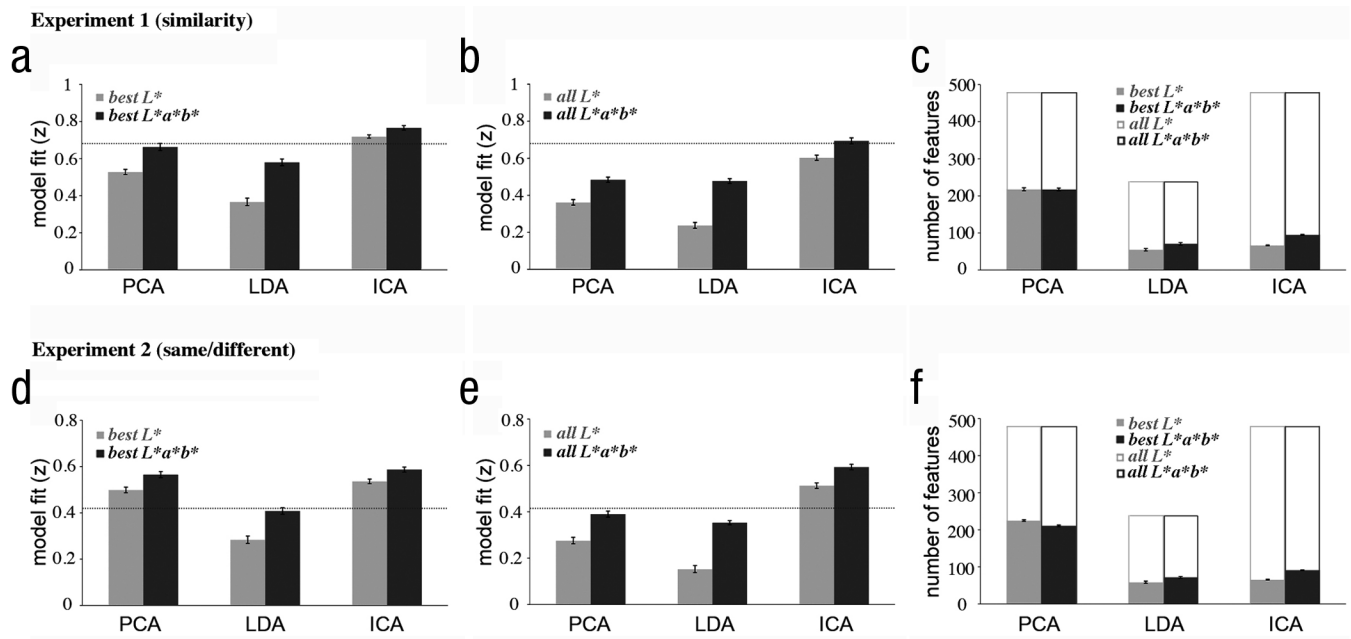 Experiment 1 (similarity)
a
b
c
model fit (z)
1
0.8
0.6
0.4
0.2
0
best L*
best L*a*b*
PCA
LDA
ICA
model fit (z)
1
0.8
0.6
0.4
0.2
0
all L*
all L*a*b*
PCA
LDA
ICA
number of features
500
400
300
200
100
0
best L*
best L*a*b*
all L*
all L*a*b*
PCA
LDA
ICA
Experiment 2 (same/different)
d
e
f
model fit (z)
0.8
0.6
0.4
0.2
0
best L*
best L*a*b*
PCA
LDA
ICA
model fit (z)
0.8
0.6
0.4
0.2
0
all L*
all L*a*b*
PCA
LDA
ICA
number of features
500
400
300
200
100
0
best L*
best L*a*b*
all L*
all L*a*b*
PCA
LDA
ICA